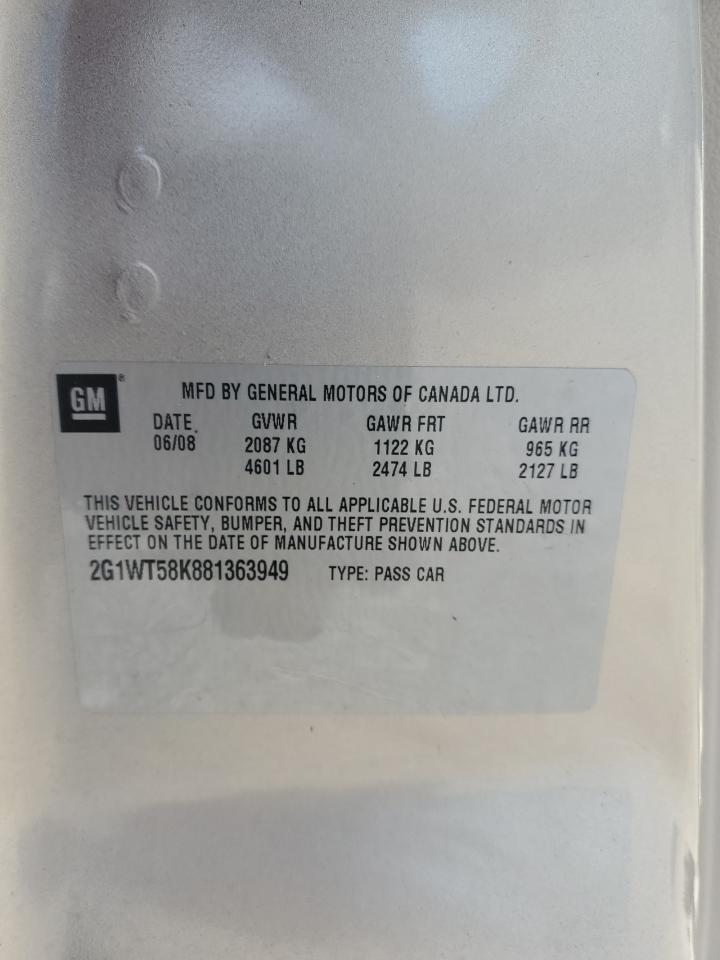 GM®
MFD BY GENERAL MOTORS OF CANADA LTD.
DATE GVWR GAWR FRT GAWR RR
06/08 2087 KG 1122 KG 965 KG
4601 LB 2474 LB 2127 LB
THIS VEHICLE CONFORMS TO ALL APPLICABLE U.S. FEDERAL MOTOR
VEHICLE SAFETY, BUMPER, AND THEFT PREVENTION STANDARDS IN
EFFECT ON THE DATE OF MANUFACTURE SHOWN ABOVE.
2G1WT58K881363949 TYPE: PASS CAR